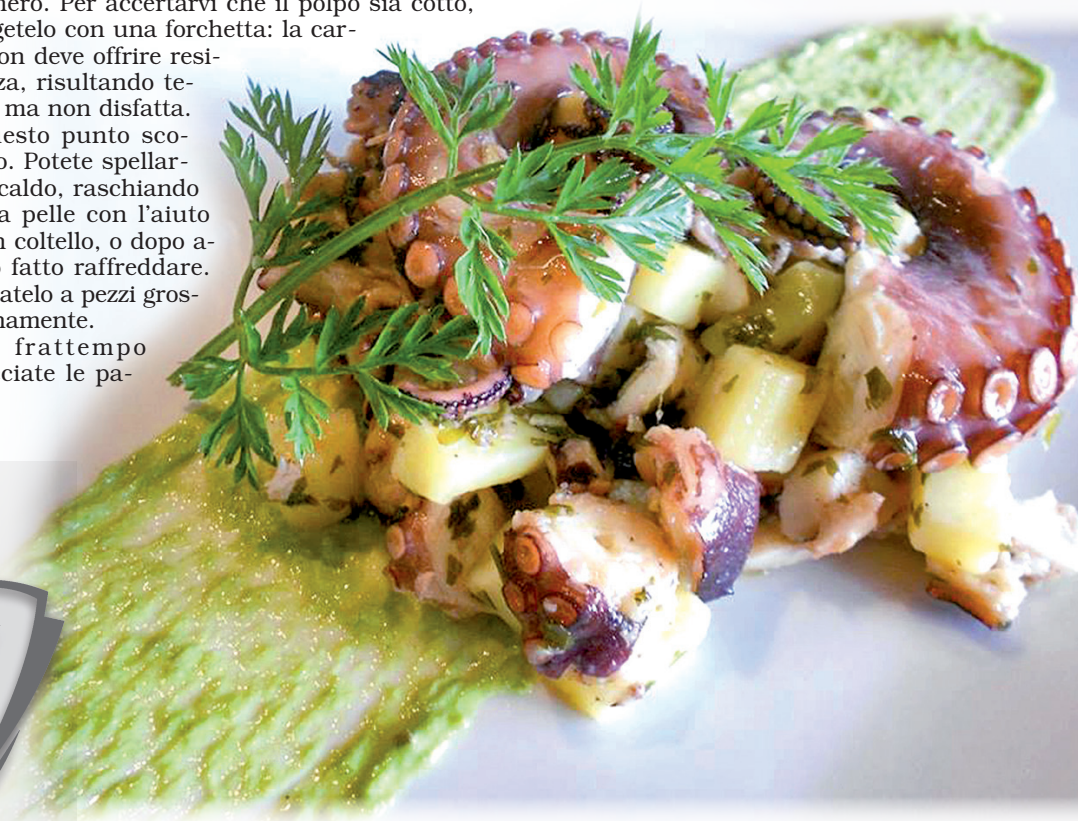 nero. Per accertarvi che il polpo sia cotto,
getelo con una forchetta: la car-
on deve offrire resi-
za, risultando te-
ma non disfatta.
uesto punto sco-
o. Potete spellar-
caldo, raschiando
a pelle con l'aiuto
n coltello, o dopo a-
o fatto raffreddare.
atelo a pezzi gros-
namente.
frattempo
ciate le pa-